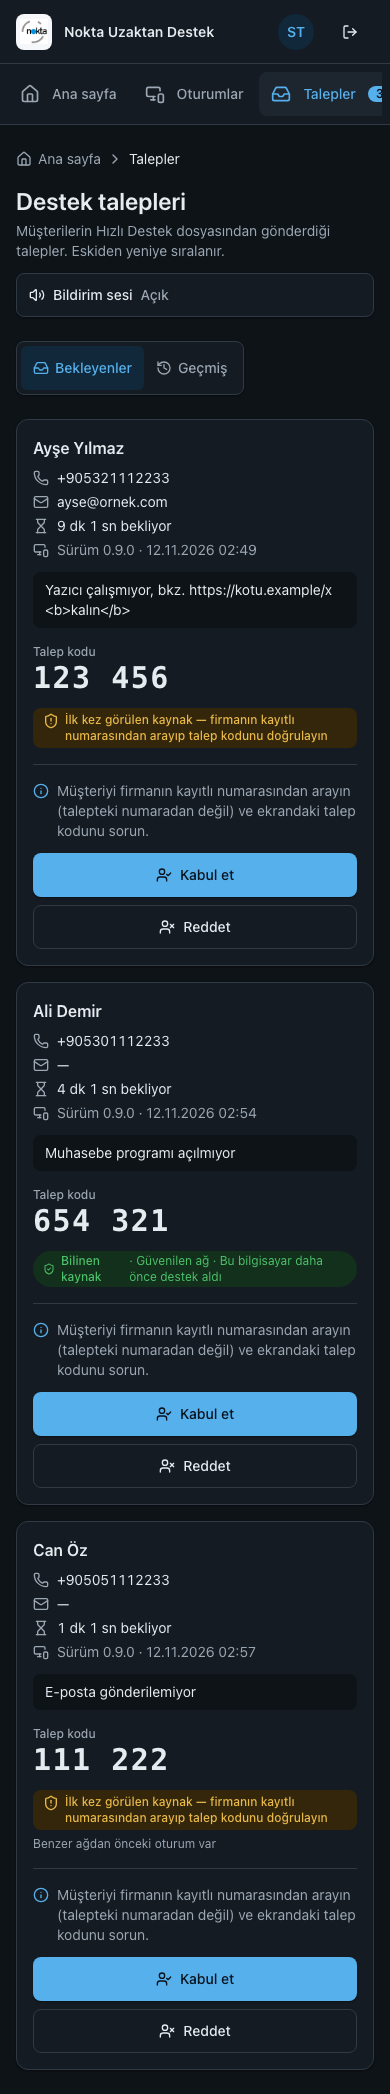 nokta
Nokta Uzaktan Destek
ST
Ana sayfa
Oturumlar
Talepler
Ana sayfa > Talepler
Destek talepleri
Müşterilerin Hızlı Destek dosyasından gönderdiği
talepler. Eskiden yeniye sıralanır.
Bildirim sesi Açık
Bekleyenler
Geçmiş
Ayşe Yılmaz
+905321112233
ayse@ornek.com
9 dk 1 sn bekliyor
Sürüm 0.9.0 · 12.11.2026 02:49
Yazıcı çalışmıyor, bkz. https://kotu.example/x
<b>kalın</b>
Talep kodu
123 456
İlk kez görülen kaynak — firmanın kayıtlı
numarasından arayıp talep kodunu doğrulayın
Müşteriyi firmanın kayıtlı numarasından arayın
(talepteki numaradan değil) ve ekrandaki talep
kodunu sorun.
Kabul et
Reddet
Ali Demir
+905301112233
—
4 dk 1 sn bekliyor
Sürüm 0.9.0 · 12.11.2026 02:54
Muhasebe programı açılmıyor
Talep kodu
654 321
Bilinen kaynak · Güvenilen ağ · Bu bilgisayar daha
önce destek aldı
Müşteriyi firmanın kayıtlı numarasından arayın
(talepteki numaradan değil) ve ekrandaki talep
kodunu sorun.
Kabul et
Reddet
Can Öz
+905051112233
—
1 dk 1 sn bekliyor
Sürüm 0.9.0 · 12.11.2026 02:57
E-posta gönderilemiyor
Talep kodu
111 222
İlk kez görülen kaynak — firmanın kayıtlı
numarasından arayıp talep kodunu doğrulayın
Benzer ağdan önceki oturum var
Müşteriyi firmanın kayıtlı numarasından arayın
(talepteki numaradan değil) ve ekrandaki talep
kodunu sorun.
Kabul et
Reddet